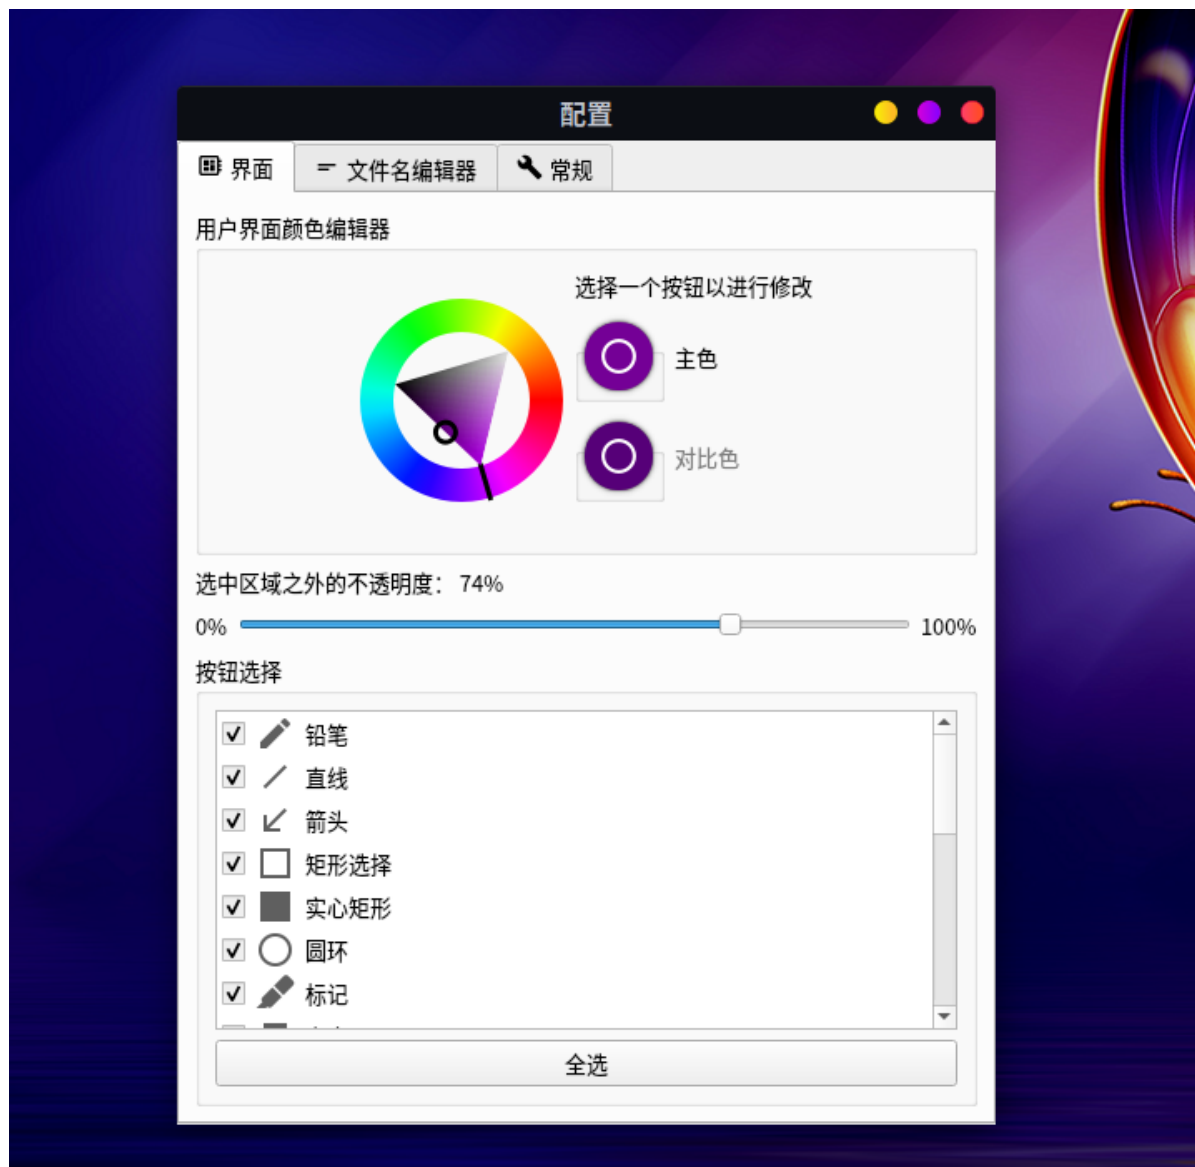 配置
界面
文件名编辑器
常规
用户界面颜色编辑器
选择一个按钮以进行修改
主色
对比色
选中区域之外的不透明度： 74%
0%
100%
按钮选择
铅笔
直线
箭头
矩形选择
实心矩形
圆环
标记
全选